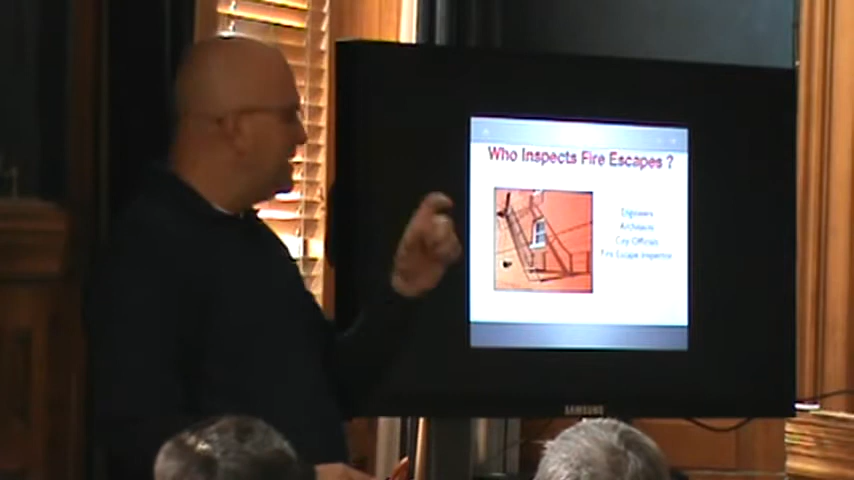 Who Inspects Fire Escapes ?
Engineers
Architects
City Officials
Fire Escape Inspector
SAMSUNG